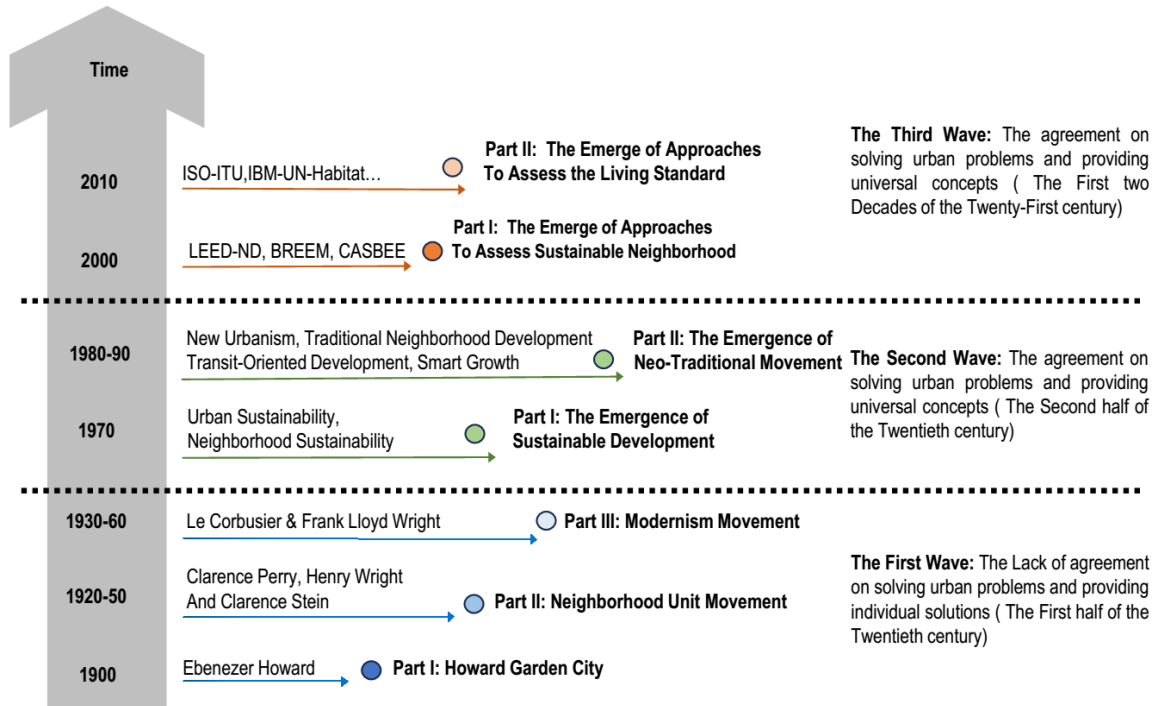 Time
2010
ISO-ITU,IBM-UN-Habitat…
Part II: The Emerge of Approaches
To Assess the Living Standard
The Third Wave: The agreement on
solving urban problems and providing
universal concepts ( The First two
Decades of the Twenty-First century)
2000
LEED-ND, BREEM, CASBEE
Part I: The Emerge of Approaches
To Assess Sustainable Neighborhood
1980-90
New Urbanism, Traditional Neighborhood Development
Transit-Oriented Development, Smart Growth
Part II: The Emergence of
Neo-Traditional Movement
The Second Wave: The agreement on
solving urban problems and providing
universal concepts ( The Second half of
the Twentieth century)
1970
Urban Sustainability,
Neighborhood Sustainability
Part I: The Emergence of
Sustainable Development
1930-60
Le Corbusier & Frank Lloyd Wright
Part III: Modernism Movement
The First Wave: The Lack of agreement
on solving urban problems and providing
individual solutions ( The First half of the
Twentieth century)
1920-50
Clarence Perry, Henry Wright
And Clarence Stein
Part II: Neighborhood Unit Movement
1900
Ebenezer Howard
Part I: Howard Garden City